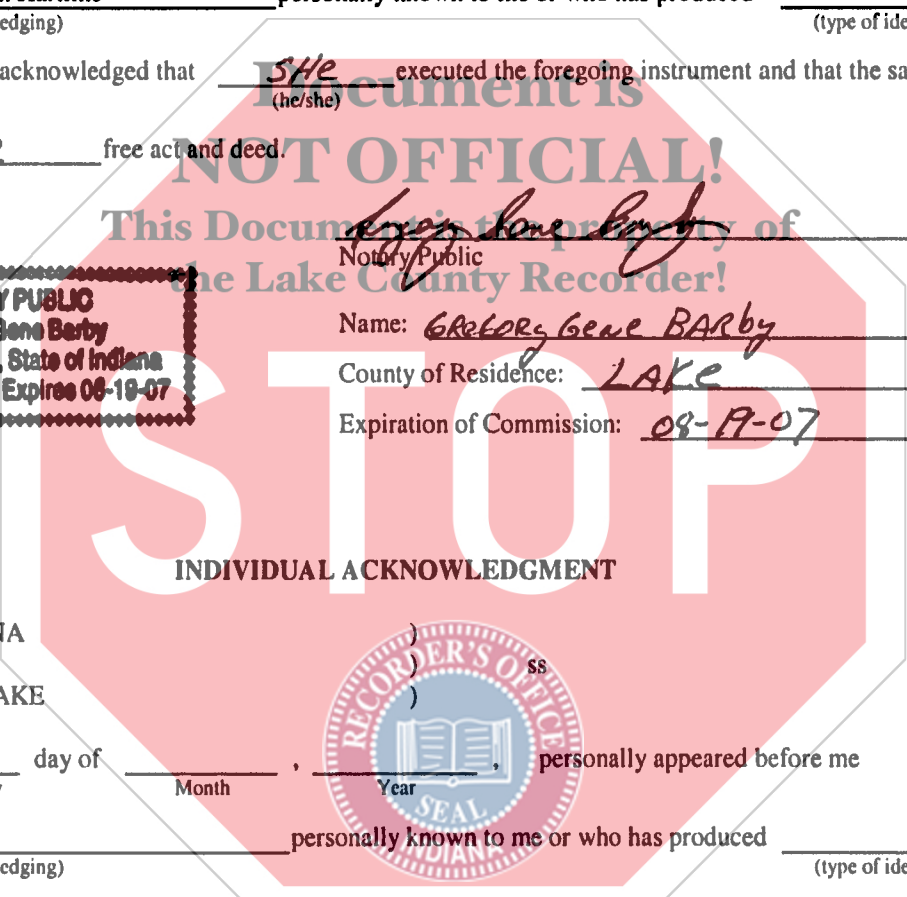 personally known to me or who has produced
edging)
(type of ide
acknowledged that SHe executed the foregoing instrument and that the sa
(he/she)
Document is
free act and deed.
NOT OFFICIAL!
This Document is the property of
the Lake County Recorder!
Notary Public
Y PUBLIC
Gene Barby
, State of Indiana
Expires 08-19-07
Name: GREGORy Gene BARby
County of Residence: LAKe
Expiration of Commission: 08-19-07
STOP
INDIVIDUAL ACKNOWLEDGMENT
NA )
) ss
AKE )
RECORDER'S OFFICE
SEAL
INDIANA
day of , , personally appeared before me
Month Year
personally known to me or who has produced
edging) (type of ide